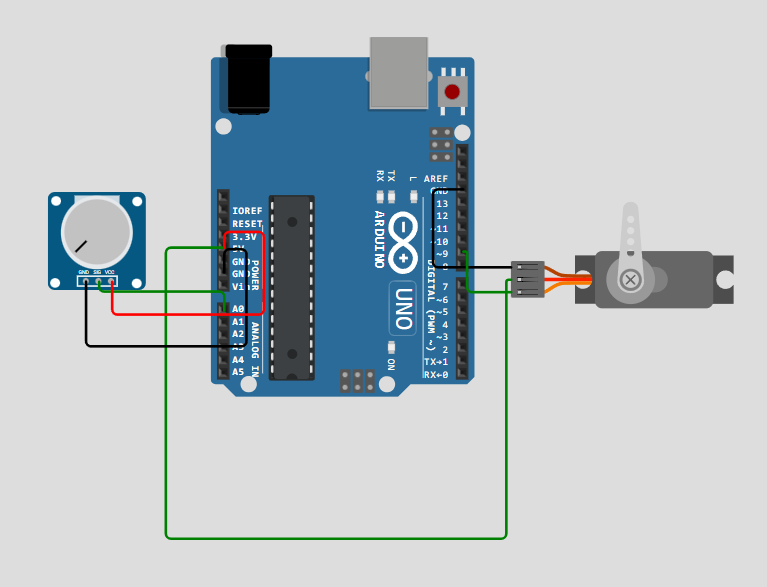 GND SIG VCC
IOREF
RESET
3.3V
5V
GND
GND
Vin
POWER
A0
A1
A2
A3
A4
A5
ANALOG IN
RX
TX
L
ARDUINO
UNO
ON
AREF
GND
13
12
~11
~10
~9
8
7
~6
~5
4
~3
2
TX→1
RX←0
DIGITAL (PWM ~)